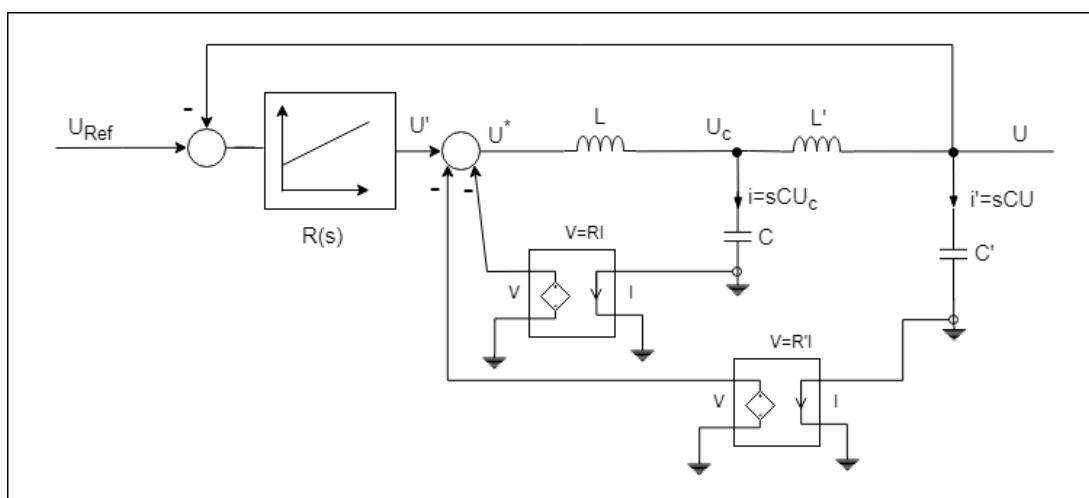 -
U_Ref
U'
U*
L
U_c
L'
U
- -
R(s)
i=sCU_c
i'=sCU
C
C'
V=RI
V
I
V=R'I
V
I